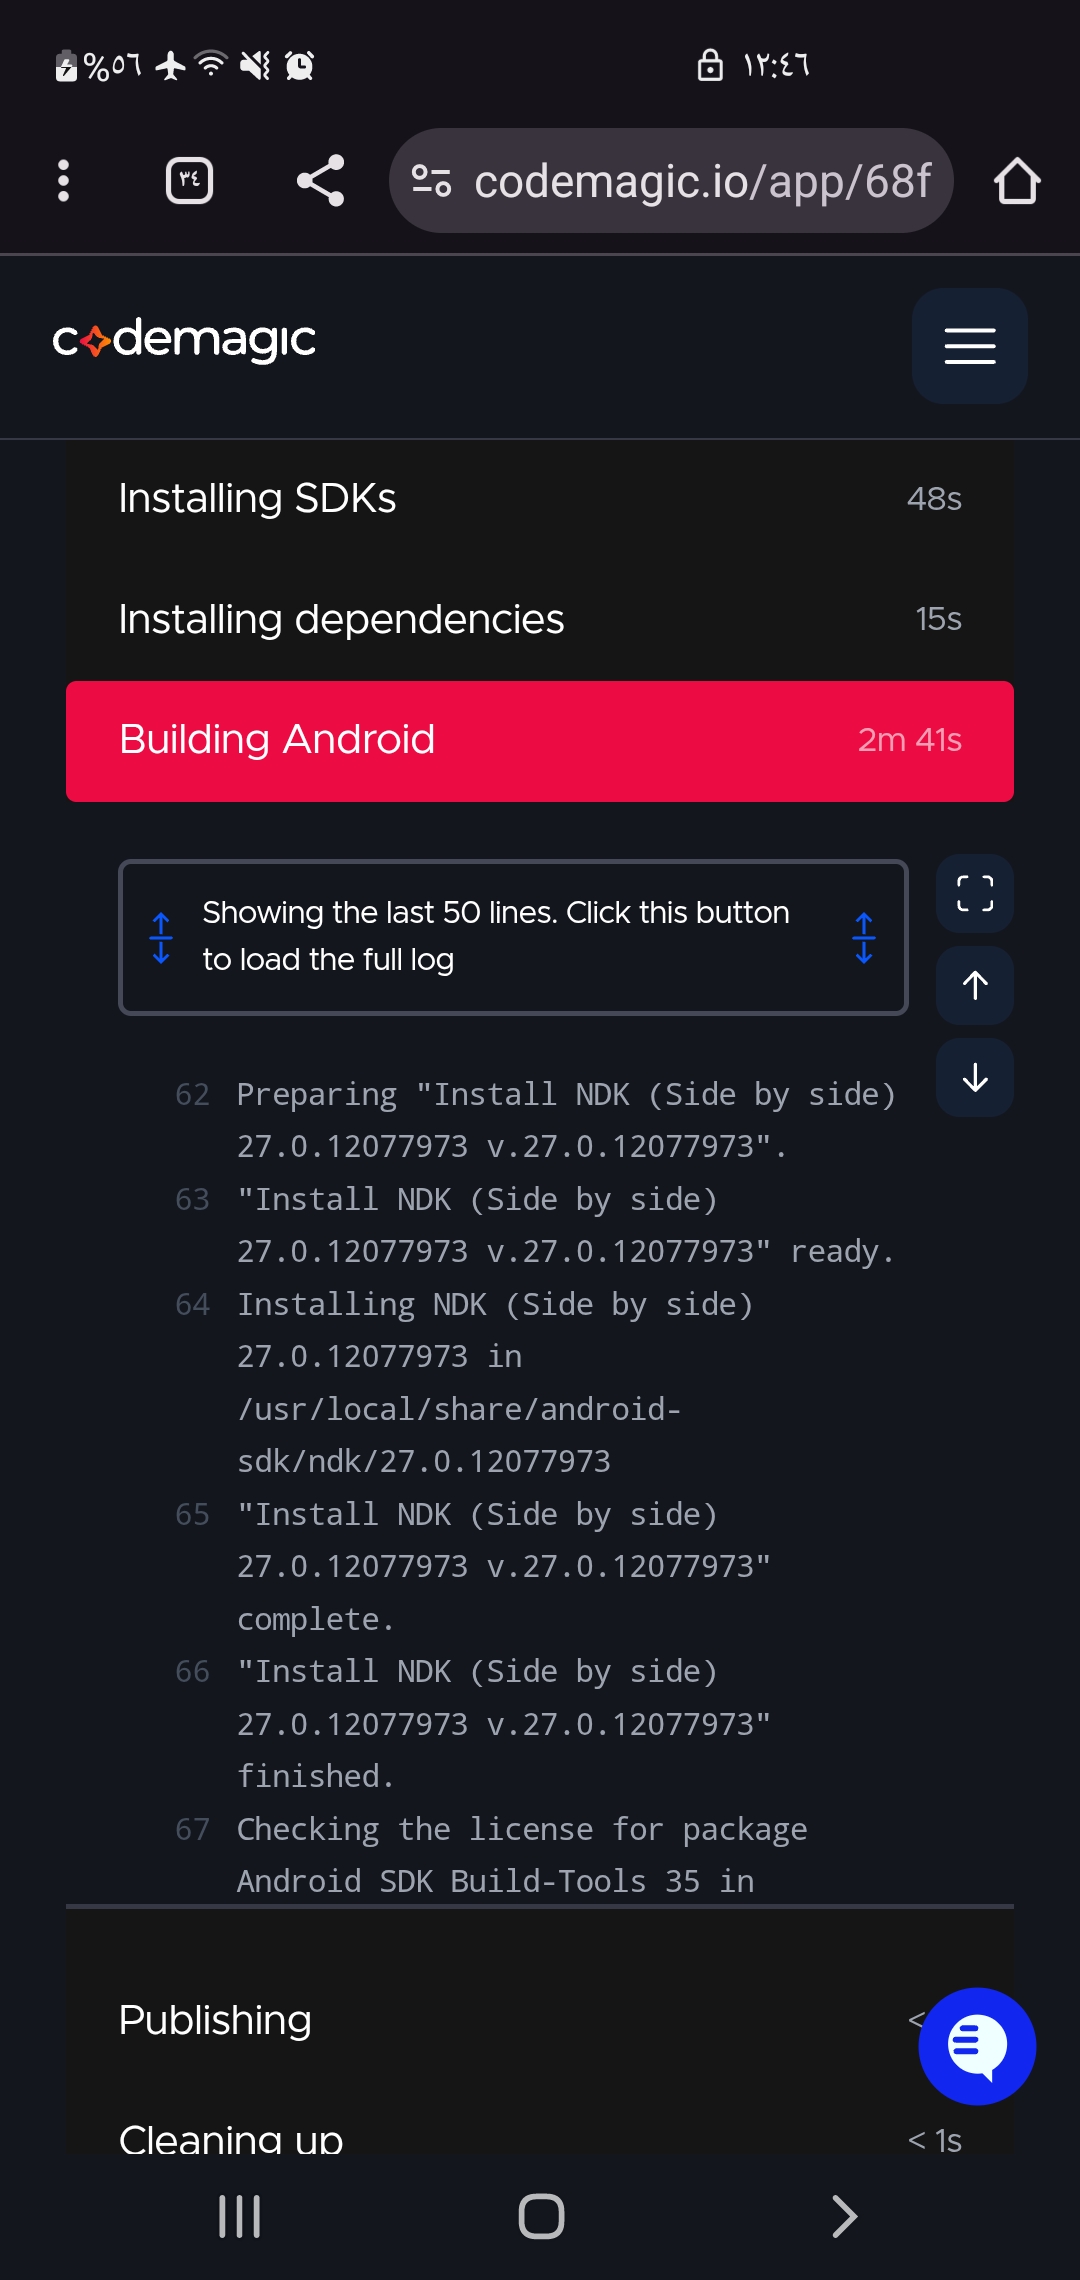 %٥٦
١٢:٤٦
٣٤
codemagic.io/app/68f
codemagic
Installing SDKs 48s
Installing dependencies 15s
Building Android 2m 41s
Showing the last 50 lines. Click this button
to load the full log
62 Preparing "Install NDK (Side by side)
27.0.12077973 v.27.0.12077973".
63 "Install NDK (Side by side)
27.0.12077973 v.27.0.12077973" ready.
64 Installing NDK (Side by side)
27.0.12077973 in
/usr/local/share/android-
sdk/ndk/27.0.12077973
65 "Install NDK (Side by side)
27.0.12077973 v.27.0.12077973"
complete.
66 "Install NDK (Side by side)
27.0.12077973 v.27.0.12077973"
finished.
67 Checking the license for package
Android SDK Build-Tools 35 in
Publishing <
Cleaning up < 1s